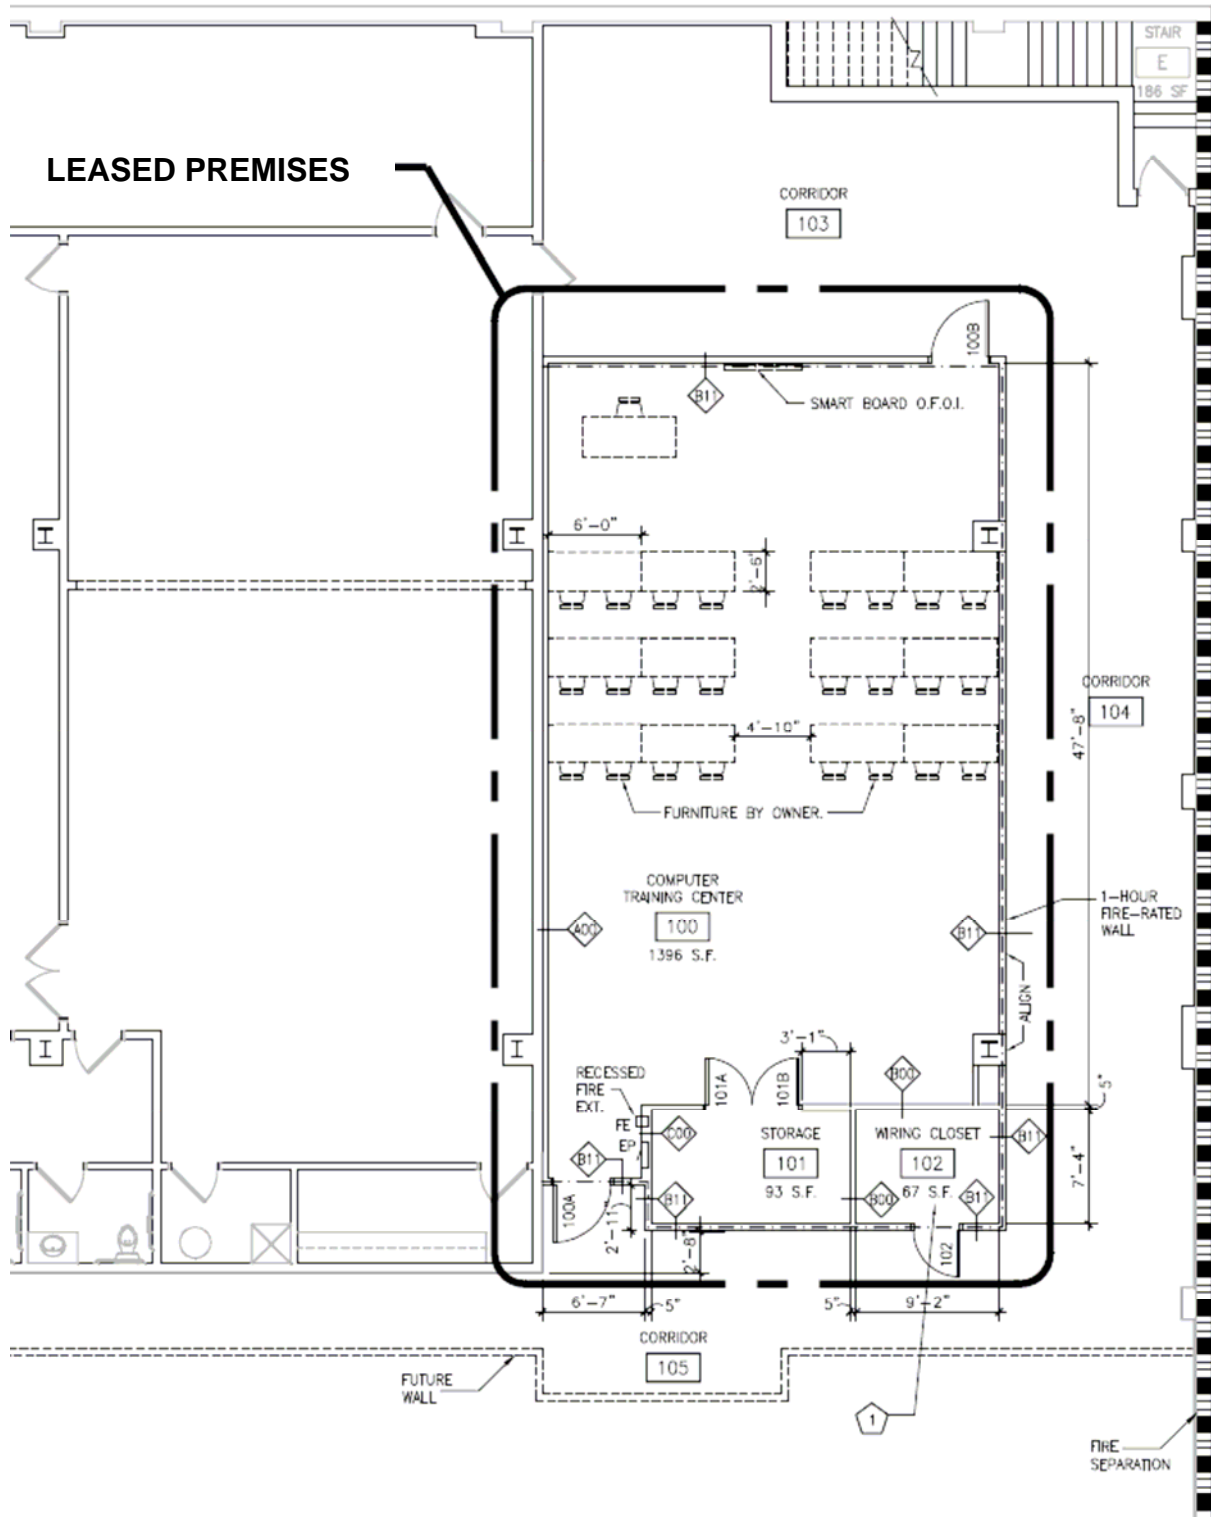 STAIR
E
186 SF
LEASED PREMISES
CORRIDOR
103
100B
B11
SMART BOARD O.F.O.I.
6'-0"
2'-6"
CORRIDOR
104
4'-10"
47'-8"
FURNITURE BY OWNER.
COMPUTER
TRAINING CENTER
100
1396 S.F.
A00
B11
1-HOUR
FIRE-RATED
WALL
ALIGN
3'-1"
RECESSED
FIRE
EXT.
101A
101B
B00
5"
FE
EP
C00
STORAGE
101
93 S.F.
WIRING CLOSET
102
67 S.F.
B11
B11
B11
B00
B11
7'-4"
100A
2'-11"
2'-8"
102
6'-7"
5"
5"
9'-2"
CORRIDOR
105
FUTURE
WALL
1
FIRE
SEPARATION